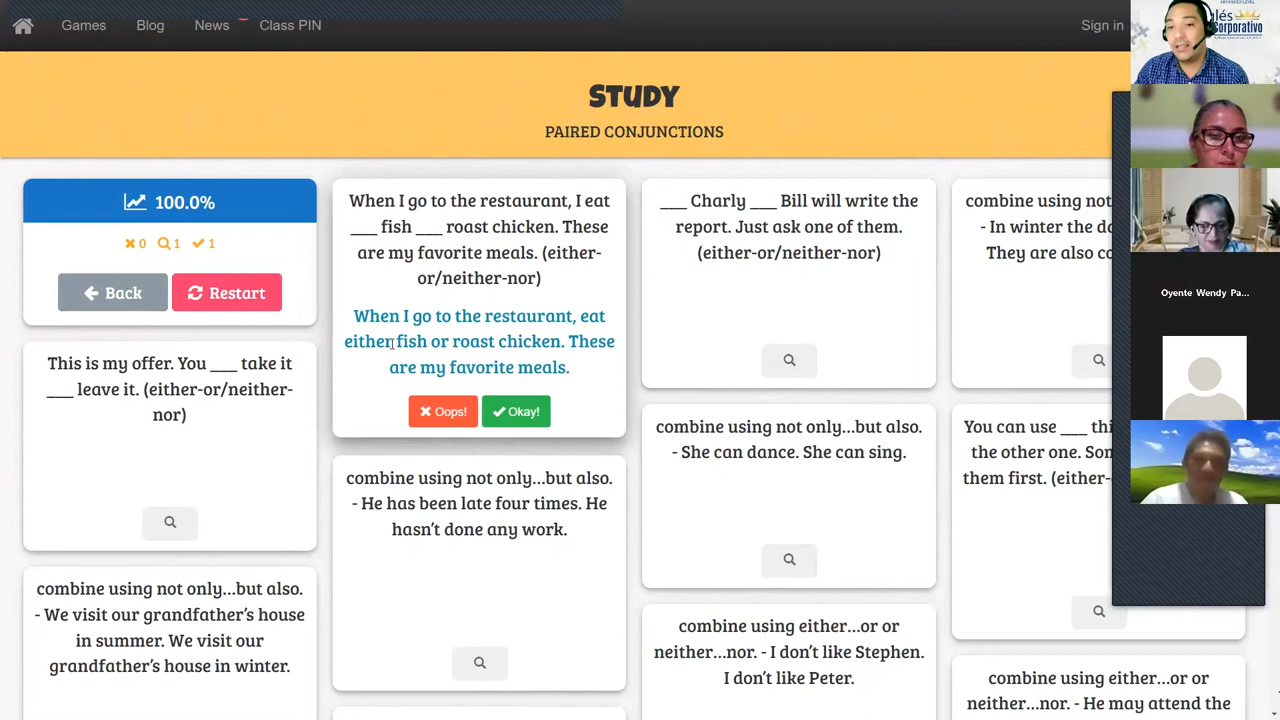 Games
Blog
News
Class PIN
Sign in
ADVANCED LEVEL
lés
Corporativo
STUDY
PAIRED CONJUNCTIONS
100.0%
0
1
1
Back
Restart
This is my offer. You ___ take it
___ leave it. (either-or/neither-
nor)
combine using not only...but also.
- We visit our grandfather's house
in summer. We visit our
grandfather's house in winter.
When I go to the restaurant, I eat
___ fish ___ roast chicken. These
are my favorite meals. (either-
or/neither-nor)
When I go to the restaurant, eat
either fish or roast chicken. These
are my favorite meals.
Oops!
Okay!
combine using not only...but also.
- He has been late four times. He
hasn't done any work.
___ Charly ___ Bill will write the
report. Just ask one of them.
(either-or/neither-nor)
combine using not only...but also.
- She can dance. She can sing.
combine using either...or or
neither...nor. - I don't like Stephen.
I don't like Peter.
combine using not
- In winter the da
They are also co
You can use ___ thi
the other one. Som
them first. (either-
combine using either...or or
neither...nor. - He may attend the
Oyente Wendy Pa...